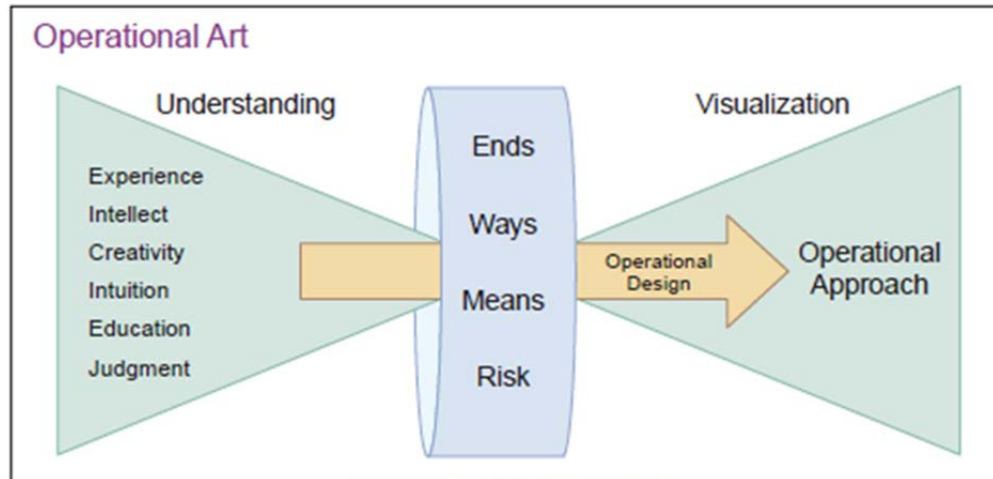 Operational Art
Understanding
Experience
Intellect
Creativity
Intuition
Education
Judgment
Ends
Ways
Means
Risk
Visualization
Operational
Design
Operational
Approach